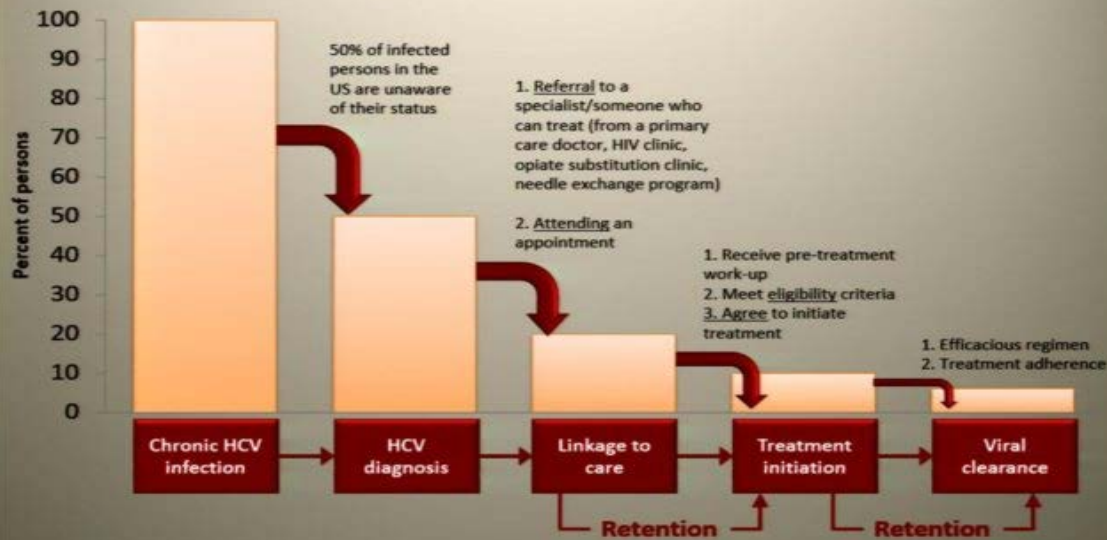 Percent of persons
100
90
80
70
60
50
40
30
20
10
0
50% of infected
persons in the
US are unaware
of their status
1. Referral to a
specialist/someone who
can treat (from a primary
care doctor, HIV clinic,
opiate substitution clinic,
needle exchange program)
2. Attending an
appointment
1. Receive pre-treatment
work-up
2. Meet eligibility criteria
3. Agree to initiate
treatment
1. Efficacious regimen
2. Treatment adherence
Chronic HCV
infection
HCV
diagnosis
Linkage to
care
Treatment
initiation
Viral
clearance
Retention
Retention